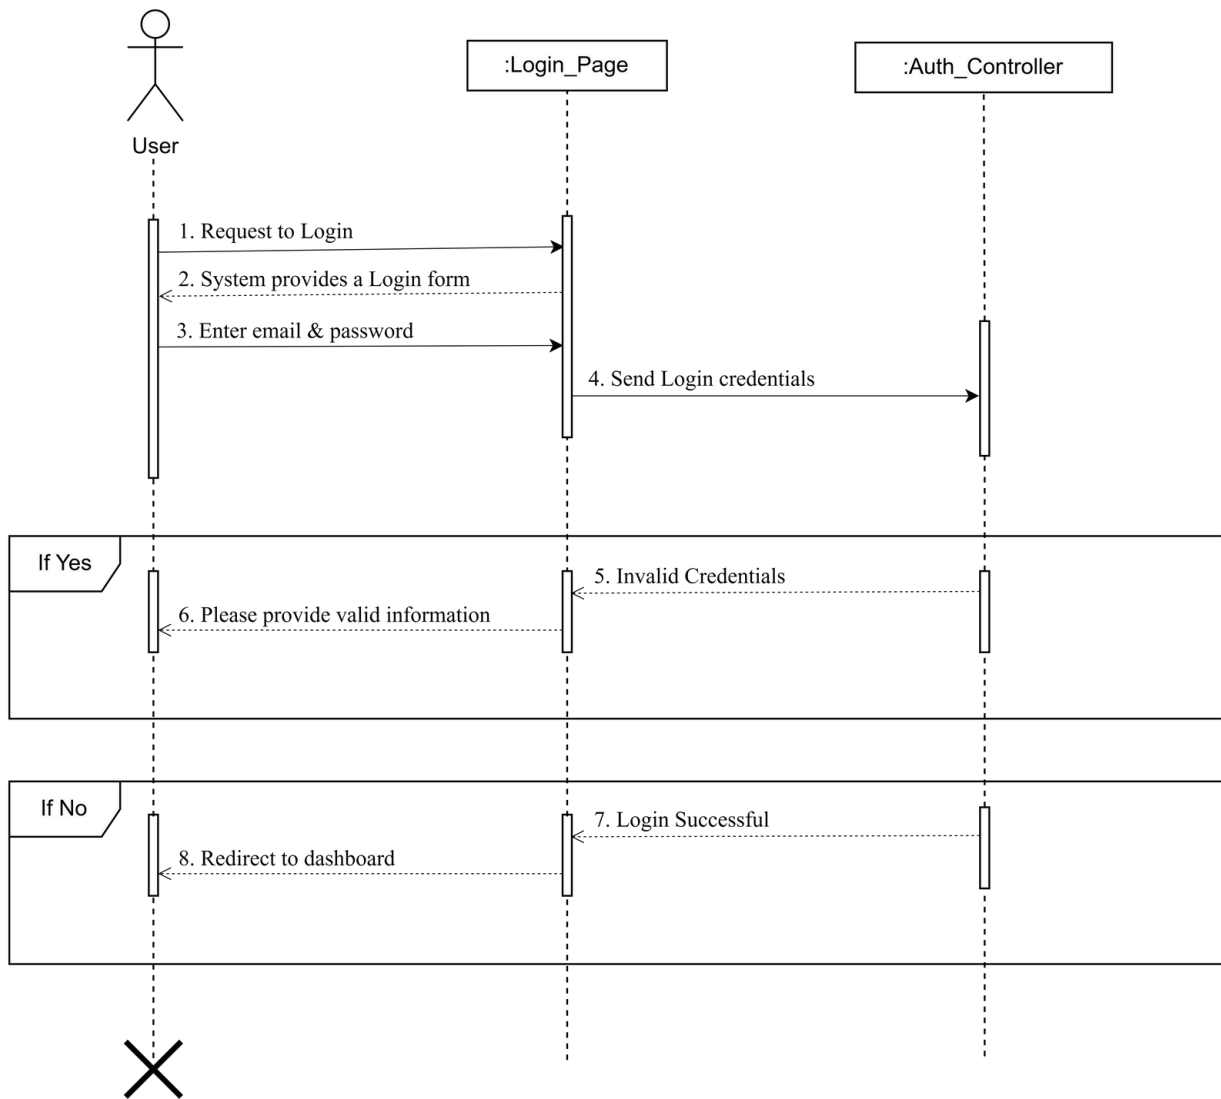 :Login_Page
:Auth_Controller
User
1. Request to Login
2. System provides a Login form
3. Enter email & password
4. Send Login credentials
If Yes
5. Invalid Credentials
6. Please provide valid information
If No
7. Login Successful
8. Redirect to dashboard